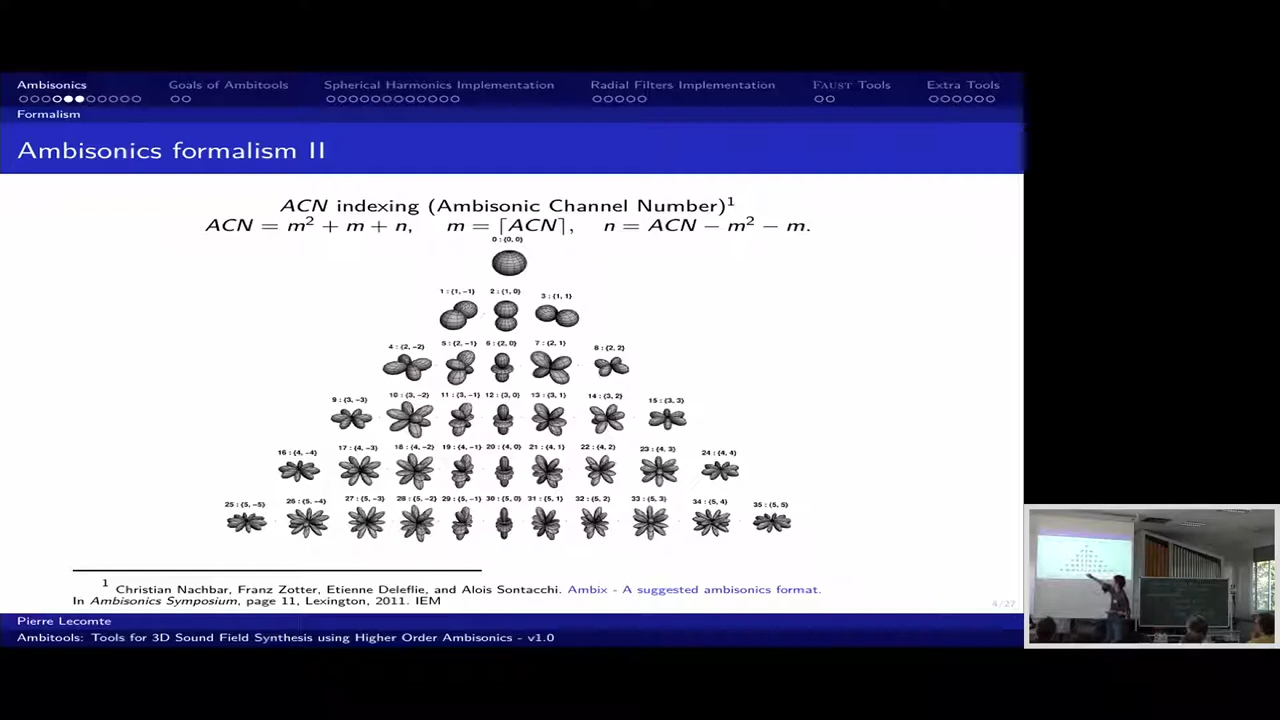 Ambisonics Goals of Ambitools Spherical Harmonics Implementation Radial Filters Implementation FAUST Tools Extra Tools
Formalism
Ambisonics formalism II
ACN indexing (Ambisonic Channel Number)¹
ACN = m² + m + n, m = ⌈ACN⌉, n = ACN − m² − m.
0 : {0, 0}
1 : {1, -1} 2 : {1, 0} 3 : {1, 1}
4 : {2, -2} 5 : {2, -1} 6 : {2, 0} 7 : {2, 1} 8 : {2, 2}
9 : {3, -3} 10 : {3, -2} 11 : {3, -1} 12 : {3, 0} 13 : {3, 1} 14 : {3, 2} 15 : {3, 3}
16 : {4, -4} 17 : {4, -3} 18 : {4, -2} 19 : {4, -1} 20 : {4, 0} 21 : {4, 1} 22 : {4, 2} 23 : {4, 3} 24 : {4, 4}
25 : {5, -5} 26 : {5, -4} 27 : {5, -3} 28 : {5, -2} 29 : {5, -1} 30 : {5, 0} 31 : {5, 1} 32 : {5, 2} 33 : {5, 3} 34 : {5, 4} 35 : {5, 5}
¹ Christian Nachbar, Franz Zotter, Etienne Deleflie, and Alois Sontacchi. Ambix - A suggested ambisonics format.
In Ambisonics Symposium, page 11, Lexington, 2011. IEM
4/27
Pierre Lecomte
Ambitools: Tools for 3D Sound Field Synthesis using Higher Order Ambisonics - v1.0